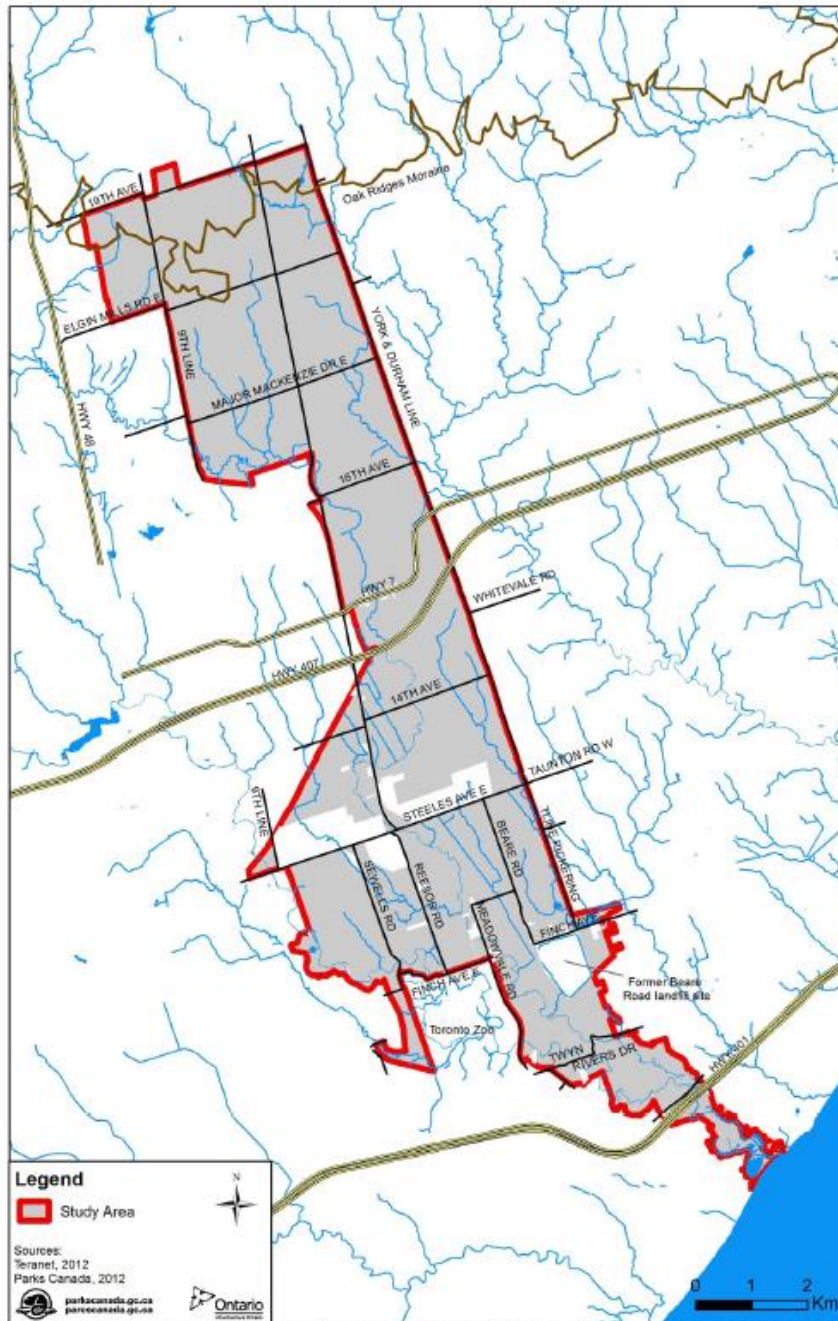 Oak Ridges Moraine
19TH AVE
ELGIN MILLS RD E
9TH LINE
YORK & DURHAM LINE
MAJOR MACKENZIE DR E
HWY 48
16TH AVE
HWY 7
WHITEVALE RD
HWY 407
14TH AVE
TAUNTON RD W
9TH LINE
STEELES AVE E
BEARE RD
SEWELLS RD
REESOR RD
MEADOWVALE RD
PICKERING
FINCH AVE E
Former Beare
Road landfill site
Toronto Zoo
TWYN
RIVERS DR
HWY 401
Legend
N
Study Area
Sources:
Teranet, 2012
Parks Canada, 2012
parkscanada.gc.ca
parcscanada.gc.ca
Ontario
Infrastructure Ontario
0 1 2
Km